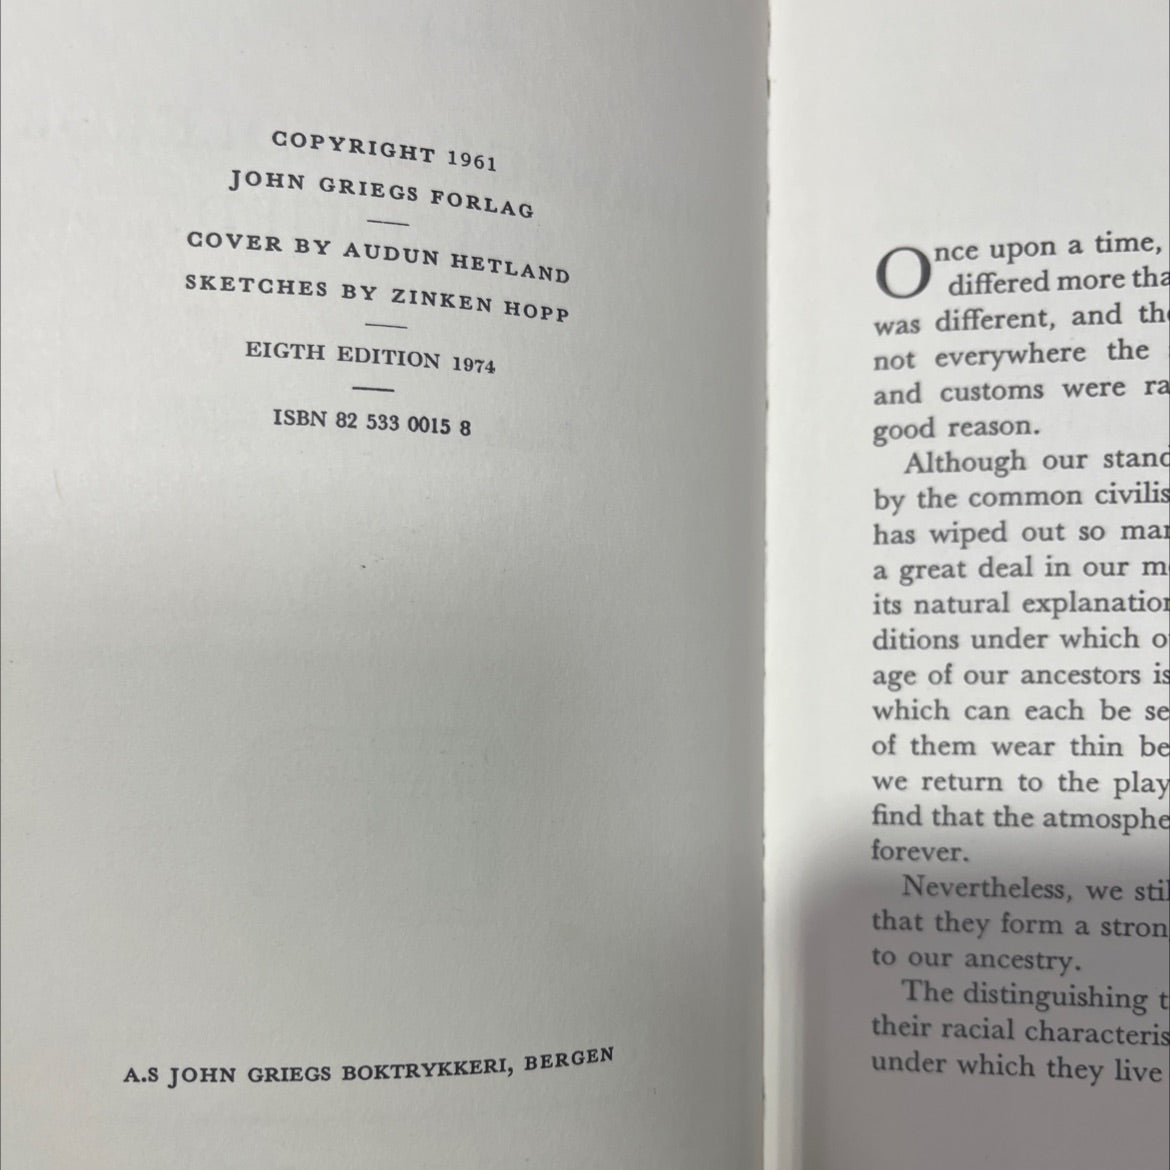 COPYRIGHT 1961
JOHN GRIEGS FORLAG
COVER BY AUDUN HETLAND
SKETCHES BY ZINKEN HOPP
EIGTH EDITION 1974
ISBN 82 533 0015 8
A.S JOHN GRIEGS BOKTRYKKERI, BERGEN
Once upon a time,
differed more tha
was different, and the
not everywhere the
and customs were ra
good reason.
Although our stand
by the common civilis
has wiped out so man
a great deal in our m
its natural explanation
ditions under which o
age of our ancestors is
which can each be se
of them wear thin be
we return to the play
find that the atmosphe
forever.
Nevertheless, we stil
that they form a stron
to our ancestry.
The distinguishing t
their racial characteris
under which they live